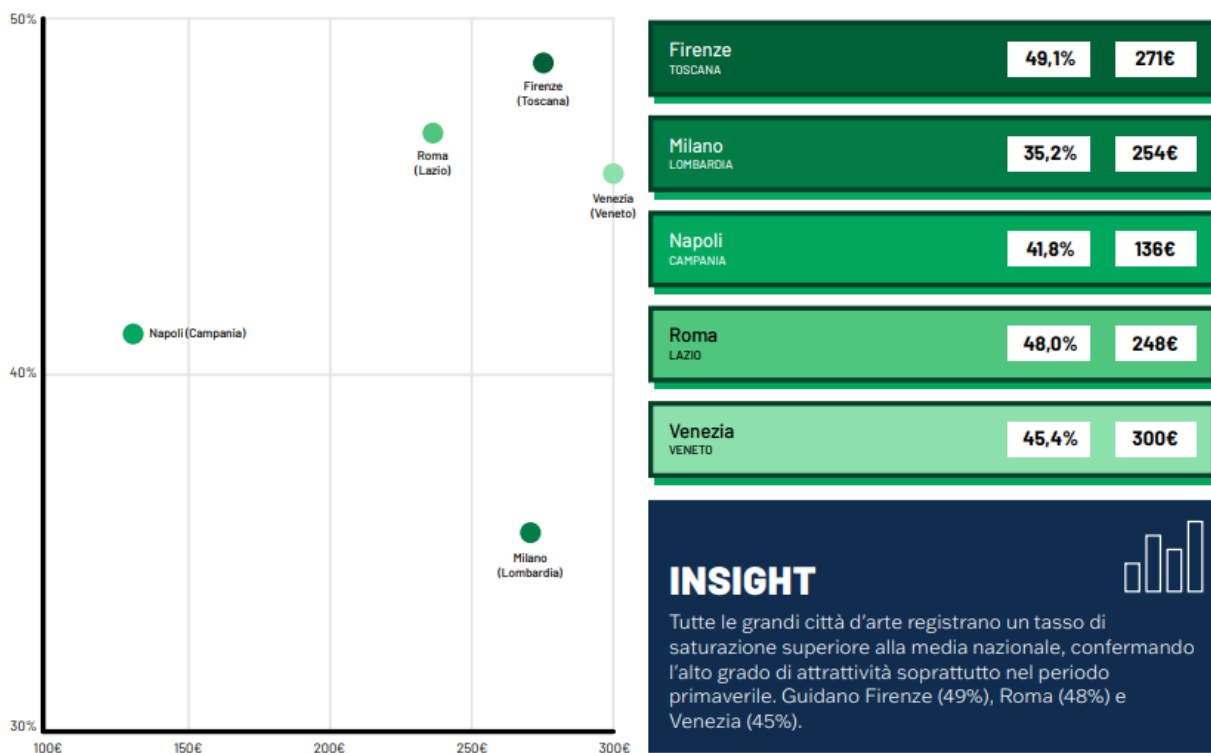 50%
40%
30%
100€ 150€ 200€ 250€ 300€
Firenze
(Toscana)
Roma
(Lazio)
Venezia
(Veneto)
Napoli (Campania)
Milano
(Lombardia)
Firenze
TOSCANA
49,1% 271€
Milano
LOMBARDIA
35,2% 254€
Napoli
CAMPANIA
41,8% 136€
Roma
LAZIO
48,0% 248€
Venezia
VENETO
45,4% 300€
INSIGHT
Tutte le grandi città d'arte registrano un tasso di
saturazione superiore alla media nazionale, confermando
l'alto grado di attrattività soprattutto nel periodo
primaverile. Guidano Firenze (49%), Roma (48%) e
Venezia (45%).